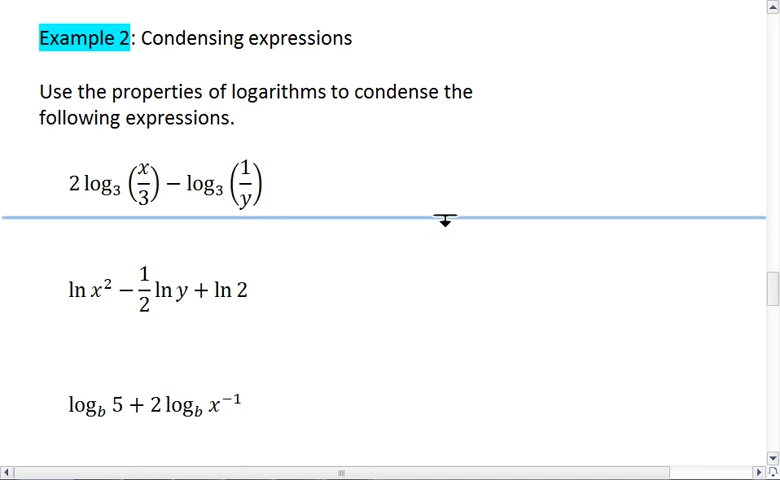 Example 2: Condensing expressions
Use the properties of logarithms to condense the
following expressions.
2 log₃ (x/3) − log₃ (1/y)
ln x² − 1/2 ln y + ln 2
log_b 5 + 2 log_b x⁻¹